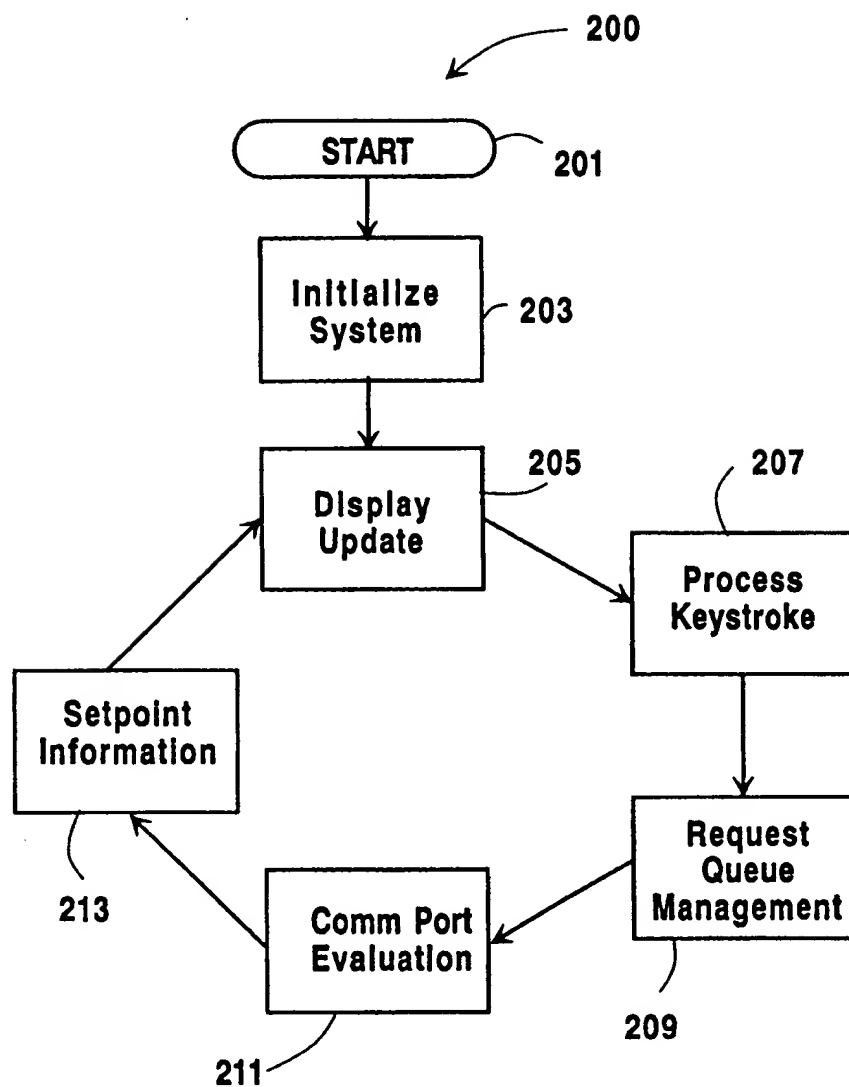 200
START
201
Initialize
System
203
Display
Update
205
207
Process
Keystroke
Setpoint
Information
213
Request
Queue
Management
209
Comm Port
Evaluation
211